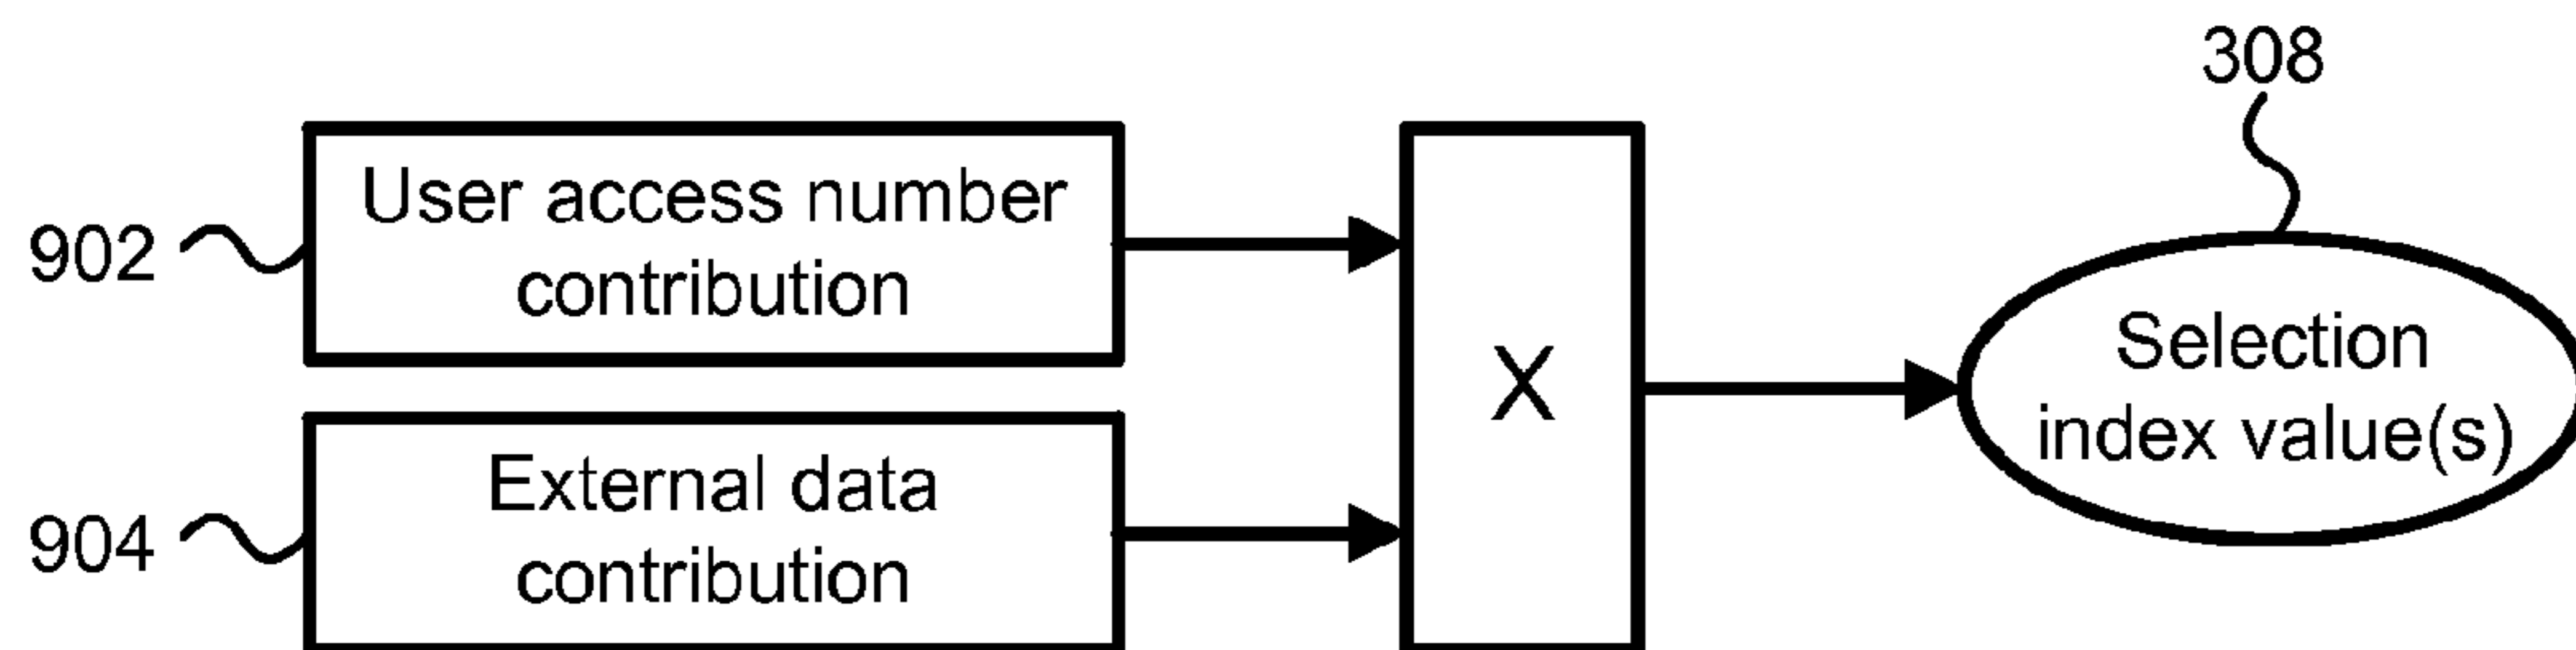 308
902
User access number
contribution
904
External data
contribution
X
Selection
index value(s)